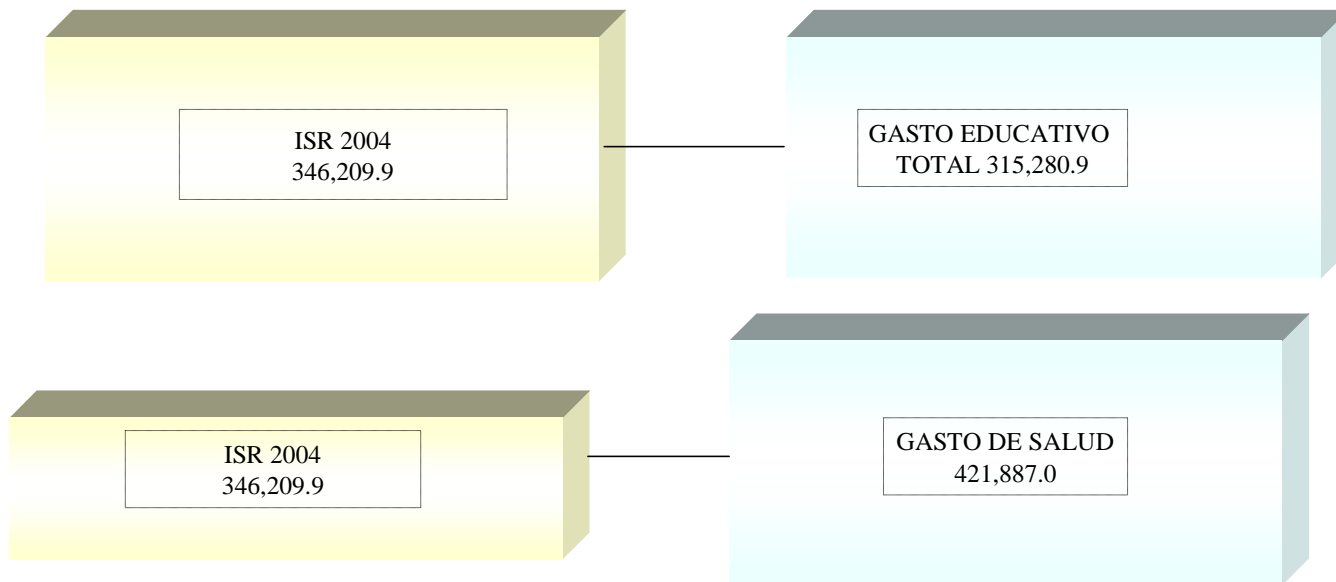 ISR 2004
346,209.9
GASTO EDUCATIVO
TOTAL 315,280.9
ISR 2004
346,209.9
GASTO DE SALUD
421,887.0